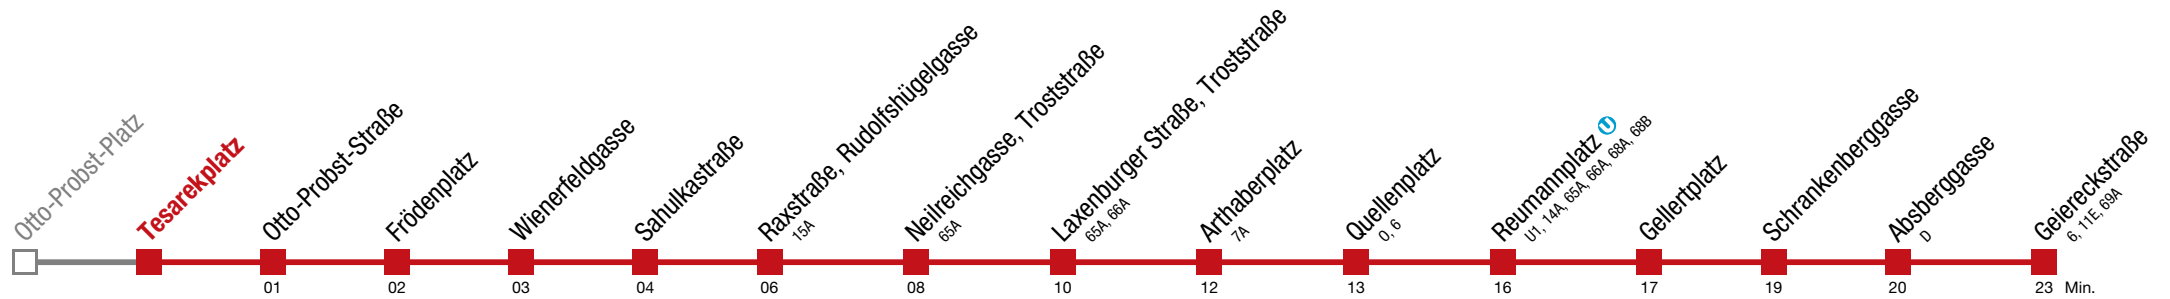 Otto-Probst-Platz
Tesarekplatz
Otto-Probst-Straße
Frödenplatz
Wienerfeldgasse
Sahulkastraße
Raxstraße, Rudolfshügelgasse
15A
Neilreichgasse, Troststraße
65A
Laxenburger Straße, Troststraße
65A, 66A
Arthaberplatz
7A
Quellenplatz
O, 6
Reumannplatz U
U1, 14A, 65A, 66A, 68A, 68B
Gellertplatz
Schrankenberggasse
Absberggasse
D
Geiereckstraße
6, 11E, 69A
01 02 03 04 06 08 10 12 13 16 17 19 20 23 Min.